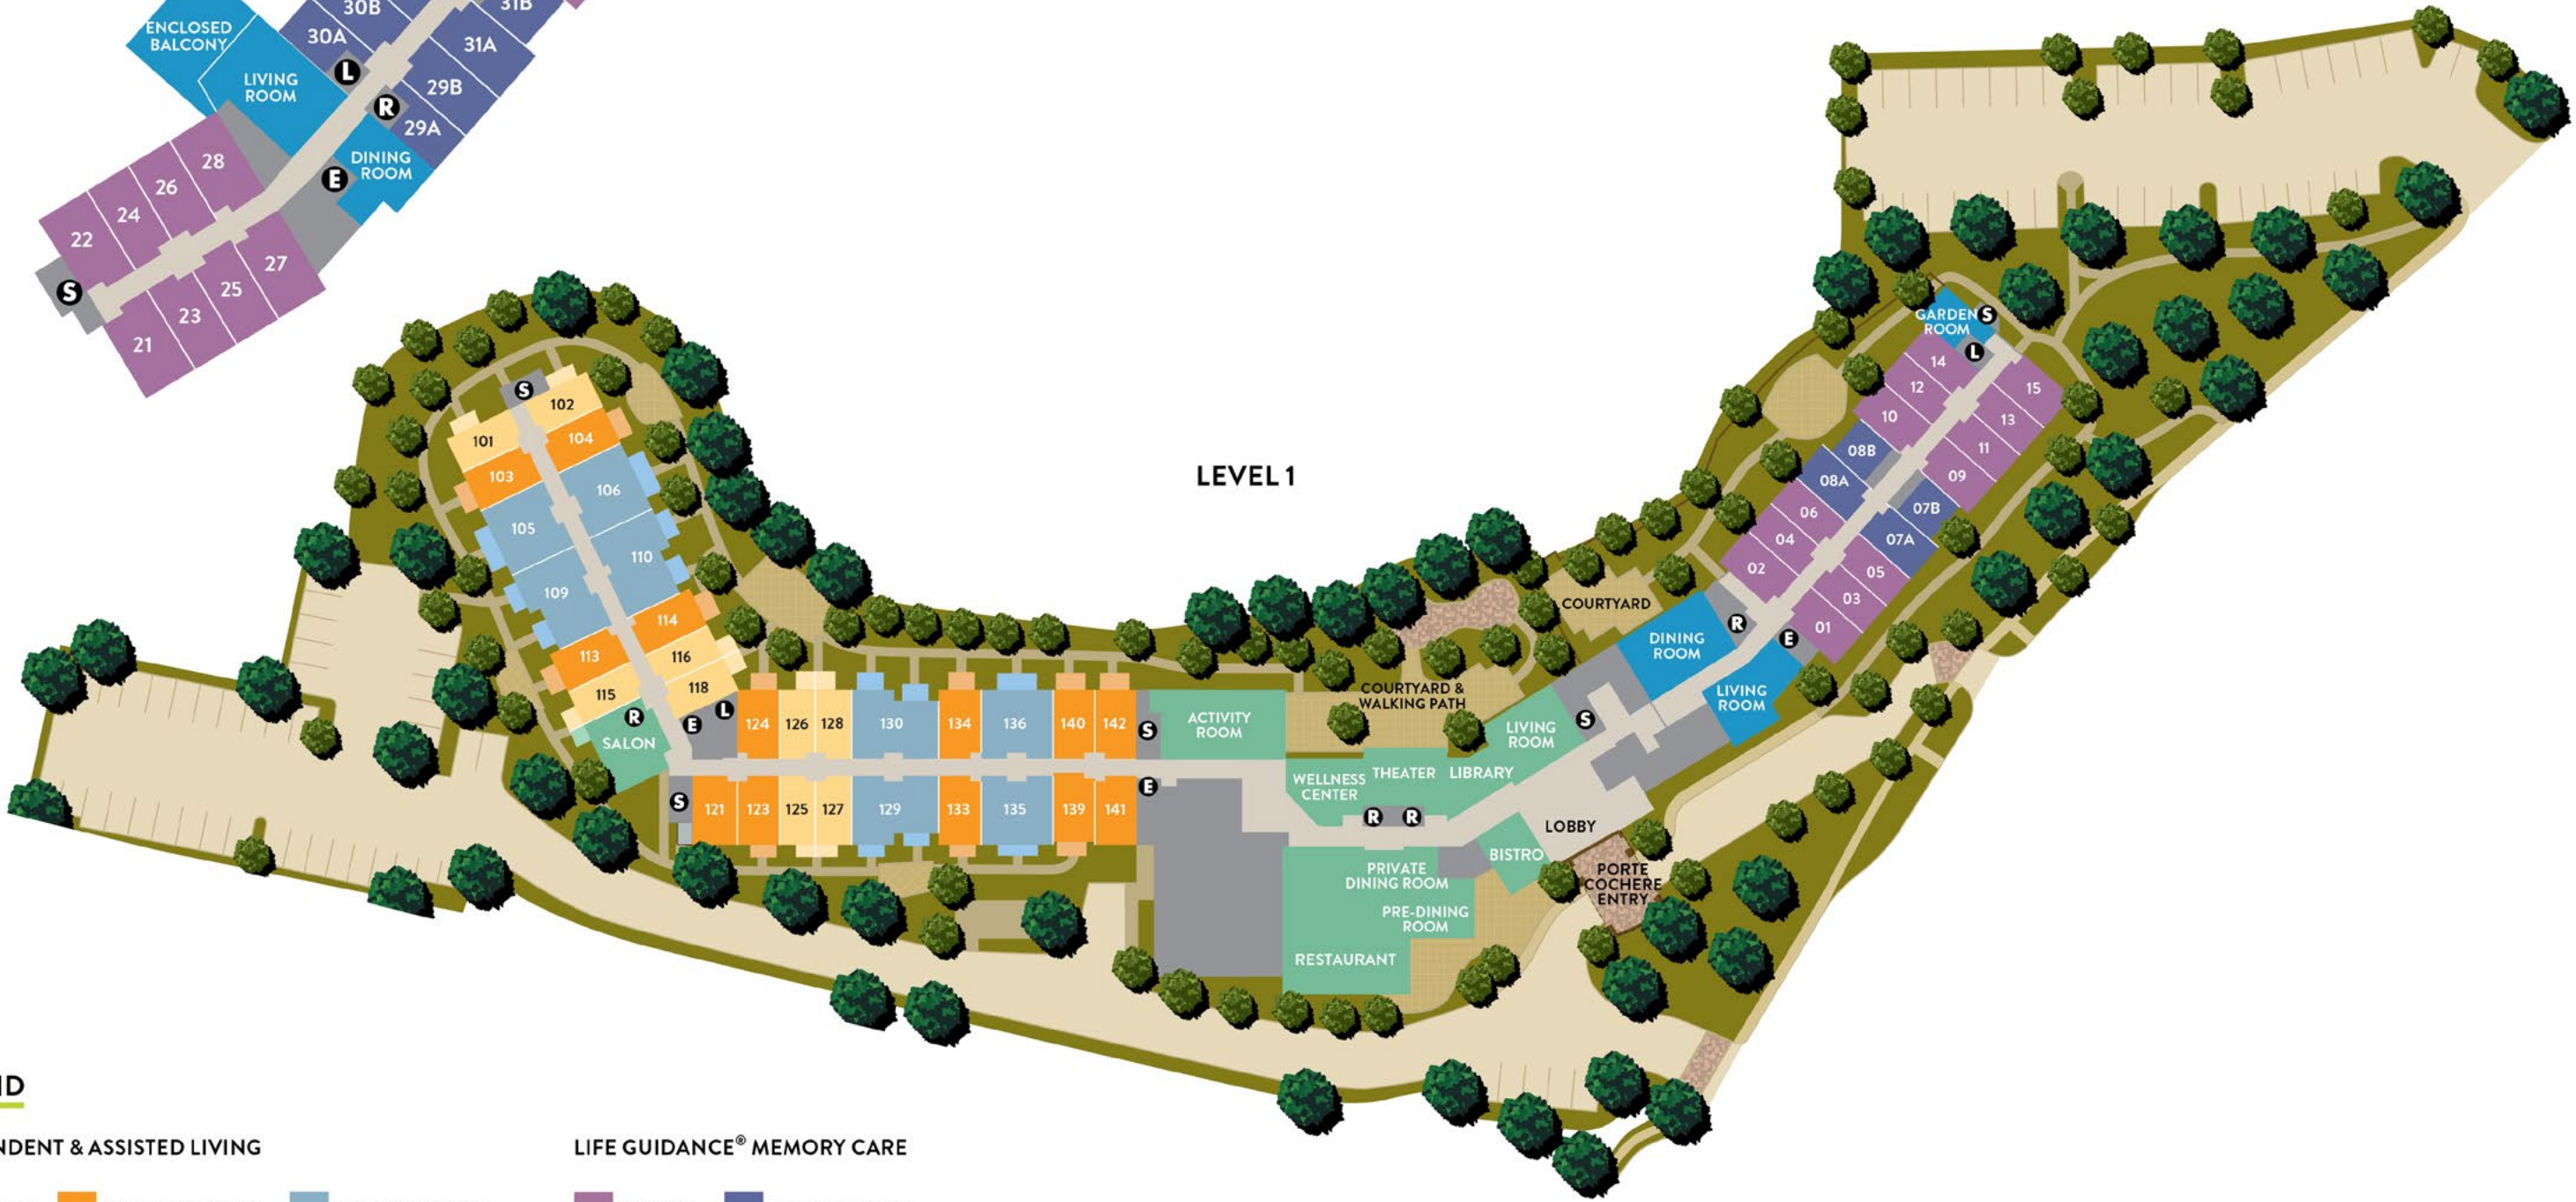 30B
31B
ENCLOSED
BALCONY
30A
31A
L
LIVING
ROOM
29B
R
29A
DINING
ROOM
E
28
26
24
22
27
25
23
21
S
LEVEL 1
S
102
101
104
103
106
105
110
109
114
113
116
115
118
R
L
E
SALON
124
126
128
130
134
136
140
142
S
S
121
123
125
127
129
133
135
139
141
E
ACTIVITY
ROOM
COURTYARD &
WALKING PATH
COURTYARD
LIVING
ROOM
S
WELLNESS
CENTER
THEATER
LIBRARY
R
R
LOBBY
BISTRO
PRIVATE
DINING ROOM
PRE-DINING
ROOM
RESTAURANT
PORTE
COCHERE
ENTRY
DINING
ROOM
R
E
LIVING
ROOM
GARDEN
ROOM
S
L
14
15
12
13
10
11
08B
09
08A
07B
06
07A
04
05
02
03
01
ND
NDENT & ASSISTED LIVING
LIFE GUIDANCE® MEMORY CARE